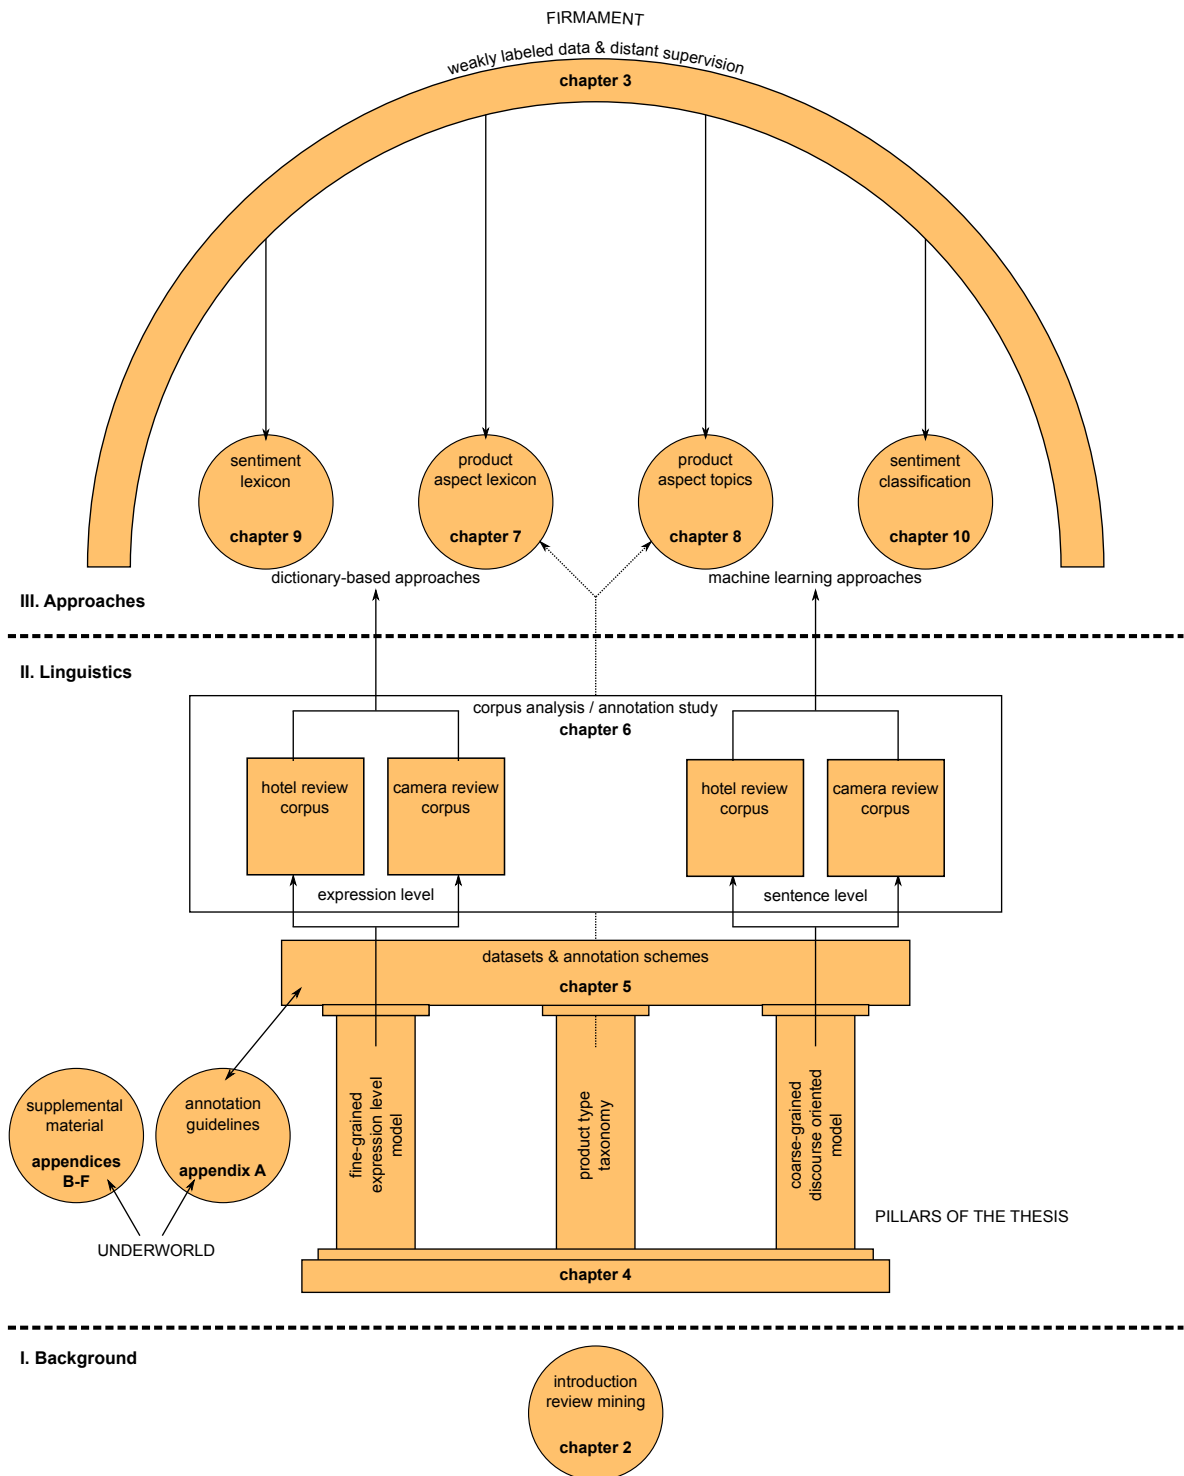 FIRMAMENT
weakly labeled data & distant supervision
chapter 3
sentiment
lexicon
chapter 9
product
aspect lexicon
chapter 7
product
aspect topics
chapter 8
sentiment
classification
chapter 10
dictionary-based approaches
machine learning approaches
III. Approaches
II. Linguistics
corpus analysis / annotation study
chapter 6
hotel review
corpus
camera review
corpus
hotel review
corpus
camera review
corpus
expression level
sentence level
datasets & annotation schemes
chapter 5
supplemental
material
appendices
B-F
annotation
guidelines
appendix A
UNDERWORLD
fine-grained
expression level
model
product type
taxonomy
coarse-grained
discourse oriented
model
PILLARS OF THE THESIS
chapter 4
I. Background
introduction
review mining
chapter 2